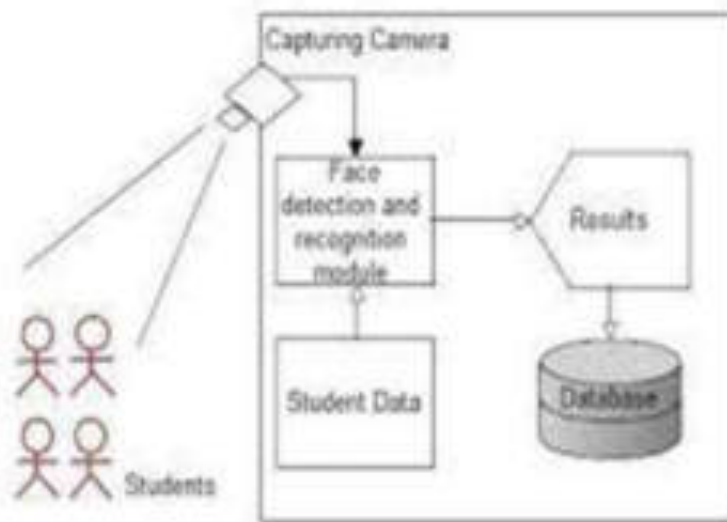 Capturing Camera
Face
detection and
recognition
module
Results
Student Data
Database
Students